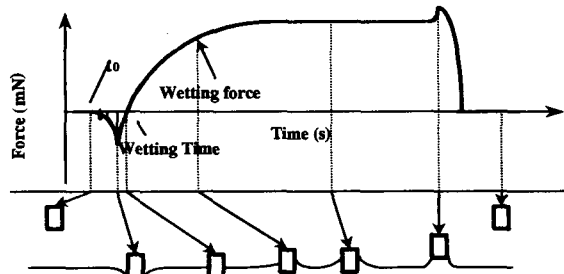 t₀
Wetting force
Force (mN)
Time (s)
Wetting Time